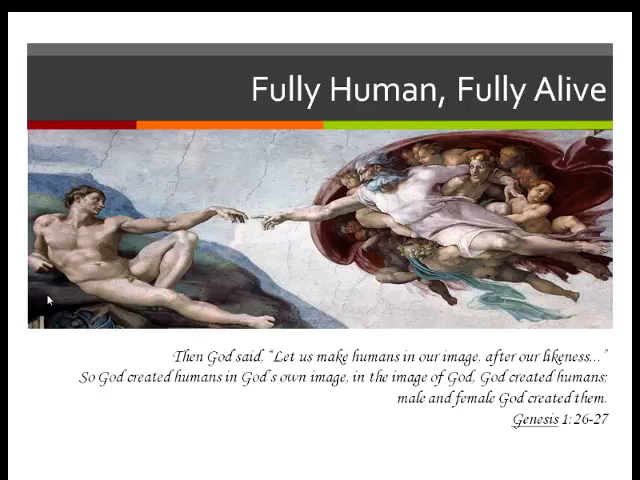 Fully Human, Fully Alive
Then God said, “Let us make humans in our image, after our likeness...”
So God created humans in God's own image, in the image of God, God created humans;
male and female God created them.
Genesis 1:26-27